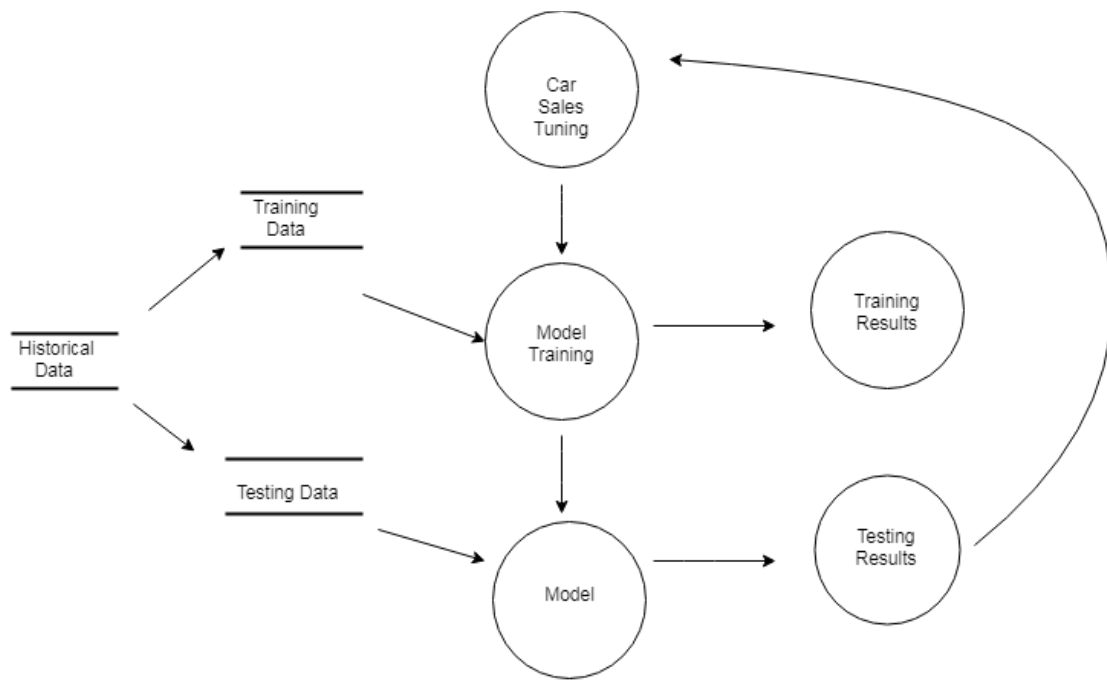 Car
Sales
Tuning
Training
Data
Historical
Data
Model
Training
Training
Results
Testing Data
Model
Testing
Results